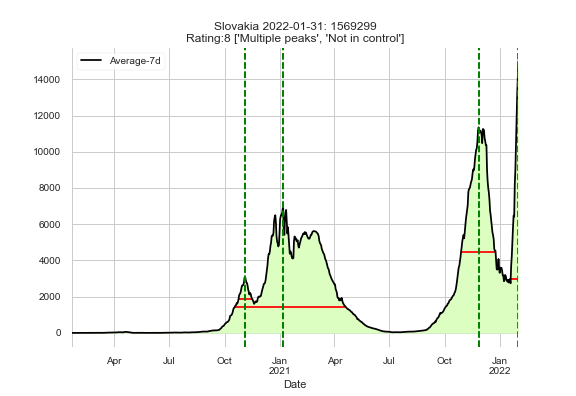 Slovakia 2022-01-31: 1569299
Rating:8 ['Multiple peaks', 'Not in control']
Average-7d
14000
12000
10000
8000
6000
4000
2000
0
Apr Jul Oct Jan Apr Jul Oct Jan
2021 2022
Date